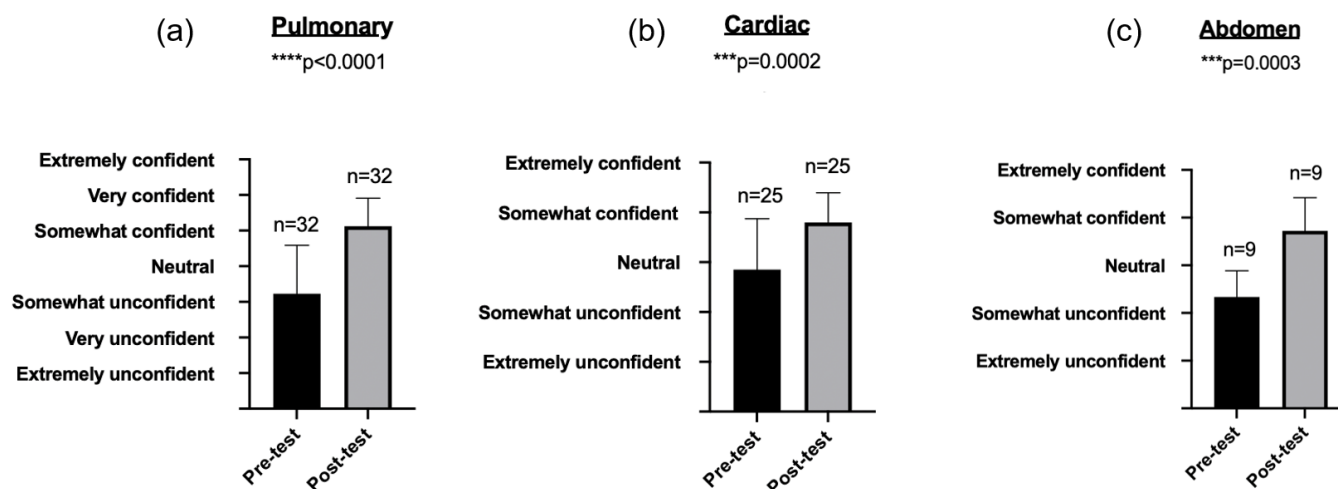 (a) Pulmonary
****p<0.0001
Extremely confident
Very confident
Somewhat confident
Neutral
Somewhat unconfident
Very unconfident
Extremely unconfident
n=32
n=32
Pre-test
Post-test
(b) Cardiac
***p=0.0002
Extremely confident
Somewhat confident
Neutral
Somewhat unconfident
Extremely unconfident
n=25
n=25
Pre-test
Post-test
(c) Abdomen
***p=0.0003
Extremely confident
Somewhat confident
Neutral
Somewhat unconfident
Extremely unconfident
n=9
n=9
Pre-test
Post-test